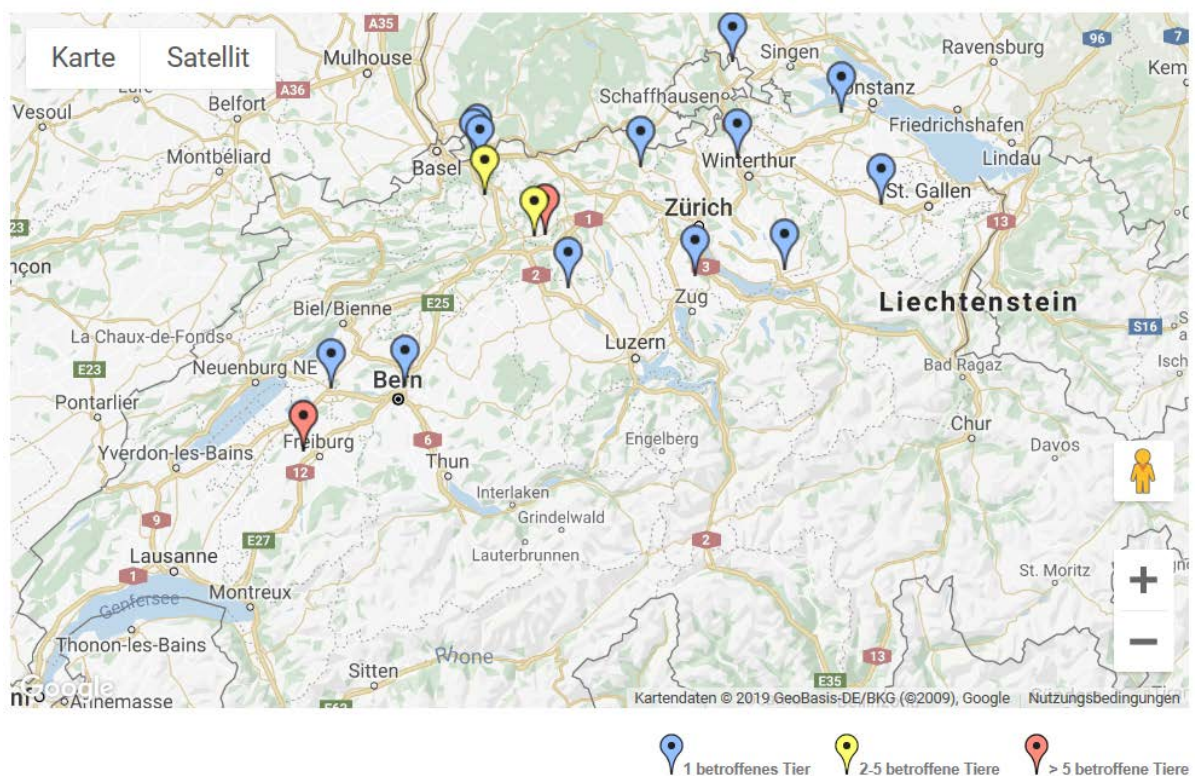 Karte
Satellit
A35
Mulhouse
Singen
Ravensburg
96
7
Kem
A36
Belfort
Vesoul
Schaffhausen
Konstanz
Friedrichshafen
Montbéliard
Basel
Winterthur
Lindau
St. Gallen
Zürich
1
13
23
2
3
E25
Zug
Liechtenstein
Biel/Bienne
La Chaux-de-Fonds
S16
Luzern
E23
Neuenburg NE
Bern
Bad Ragaz
Isch
Pontarlier
Chur
Freiburg
6
Engelberg
Davos
Yverdon-les-Bains
12
Thun
Interlaken
9
Grindelwald
E27
2
Lausanne
Lauterbrunnen
1
St. Moritz
Montreux
Genfersee
Thonon-les-Bains
Rhone
13
Sitten
E35
Google
Annemasse
Kartendaten © 2019 GeoBasis-DE/BKG (©2009), Google
Nutzungsbedingungen
1 betroffenes Tier
2-5 betroffene Tiere
> 5 betroffene Tiere